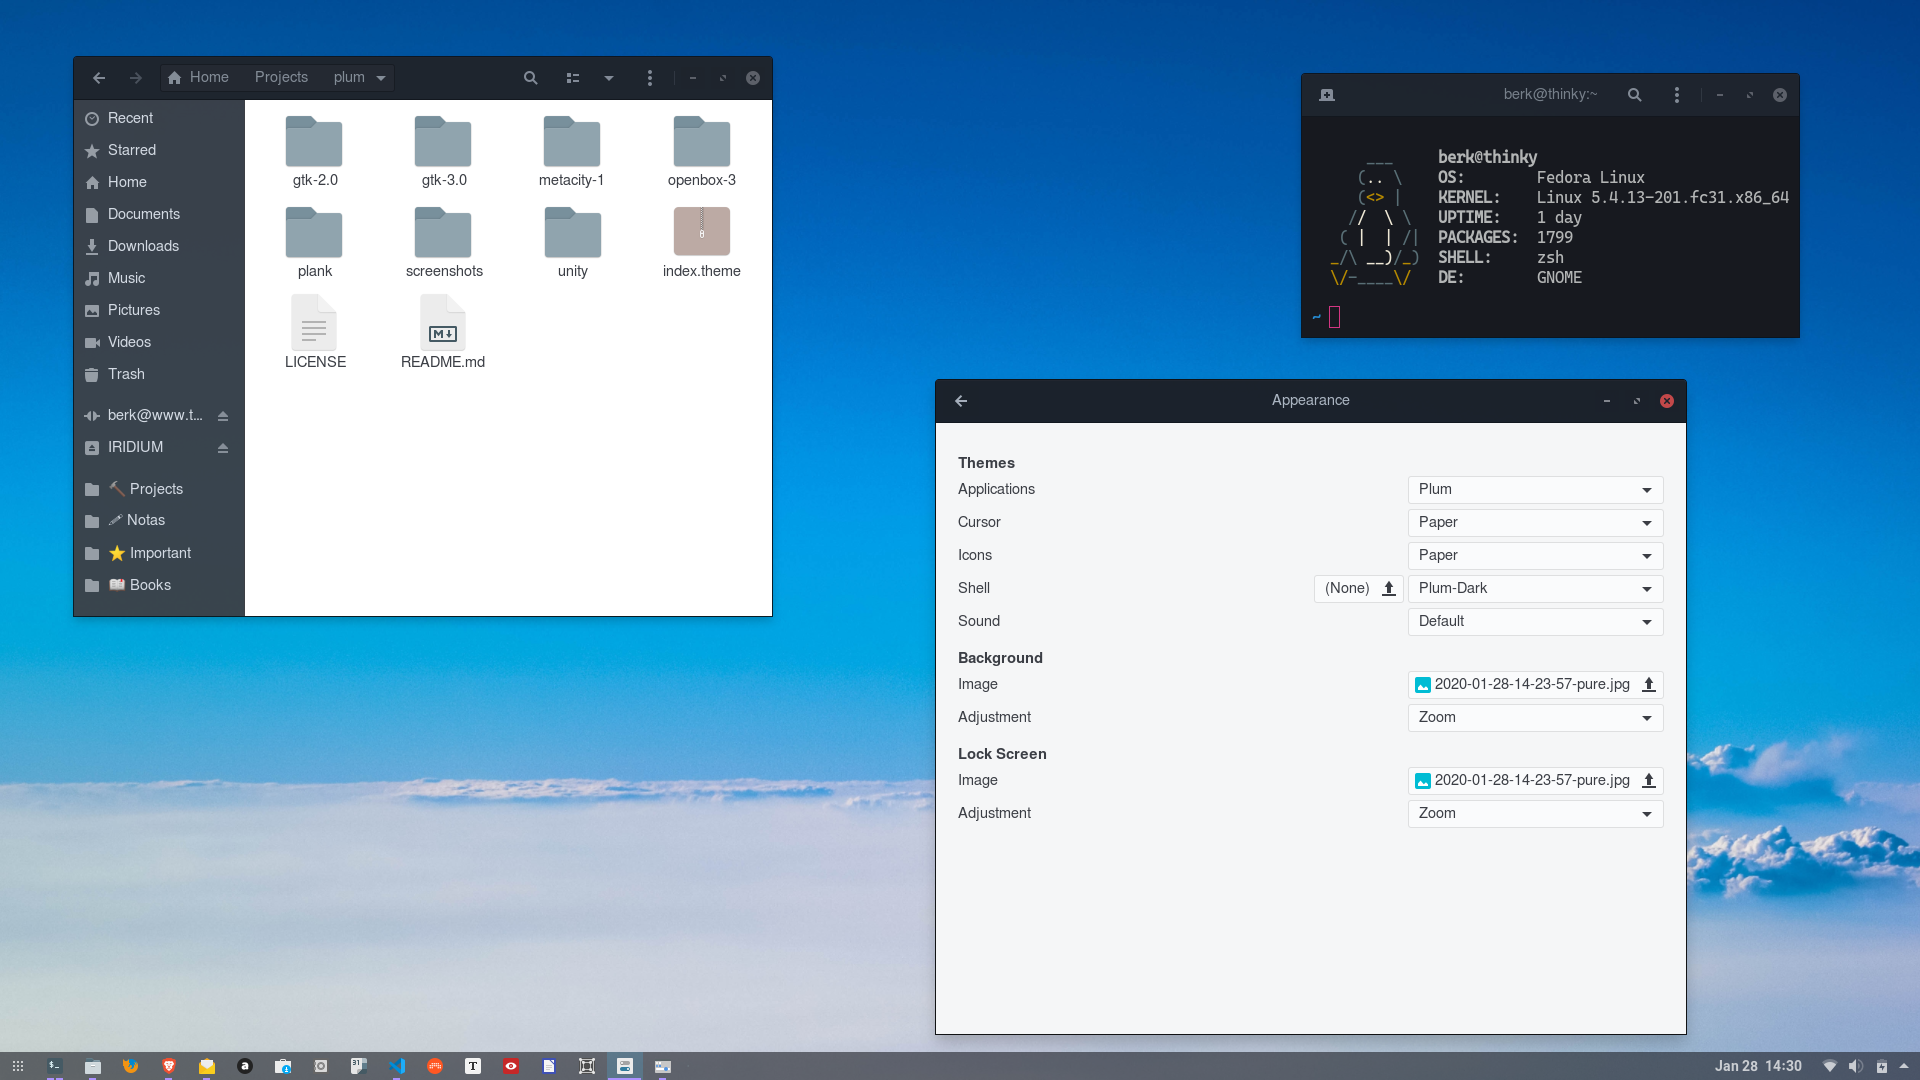 Home Projects plum
Recent
Starred
Home
Documents
Downloads
Music
Pictures
Videos
Trash
berk@www.t...
IRIDIUM
Projects
Notas
Important
Books
gtk-2.0 gtk-3.0 metacity-1 openbox-3
plank screenshots unity index.theme
LICENSE README.md
berk@thinky:~
berk@thinky
OS: Fedora Linux
KERNEL: Linux 5.4.13-201.fc31.x86_64
UPTIME: 1 day
PACKAGES: 1799
SHELL: zsh
DE: GNOME
~
Appearance
Themes
Applications Plum
Cursor Paper
Icons Paper
Shell (None) Plum-Dark
Sound Default
Background
Image 2020-01-28-14-23-57-pure.jpg
Adjustment Zoom
Lock Screen
Image 2020-01-28-14-23-57-pure.jpg
Adjustment Zoom
Jan 28 14:30